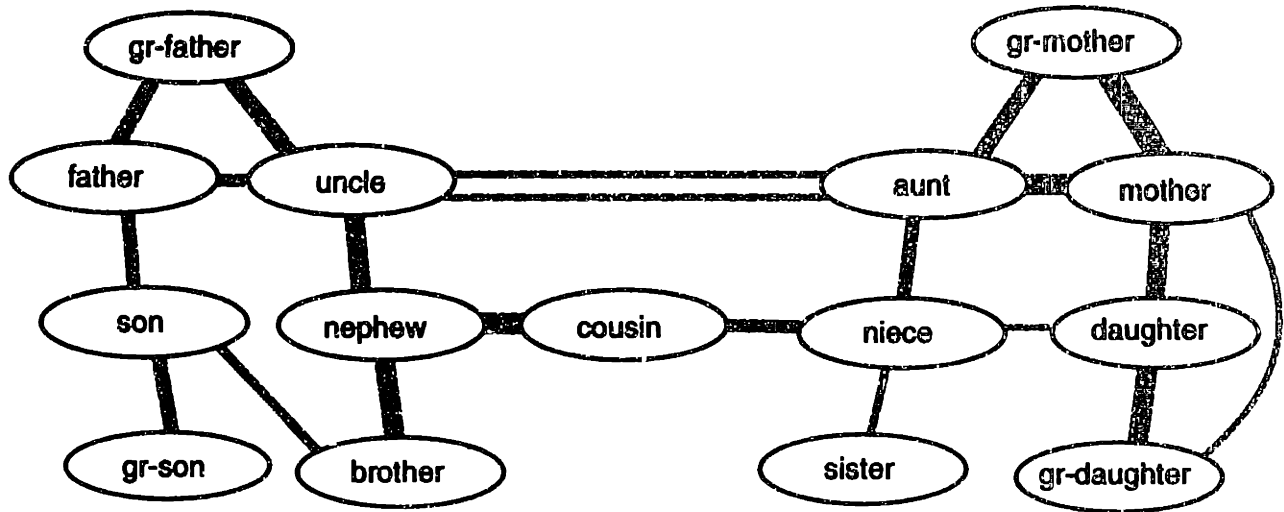 gr-father
gr-mother
father
uncle
aunt
mother
son
nephew
cousin
niece
daughter
gr-son
brother
sister
gr-daughter